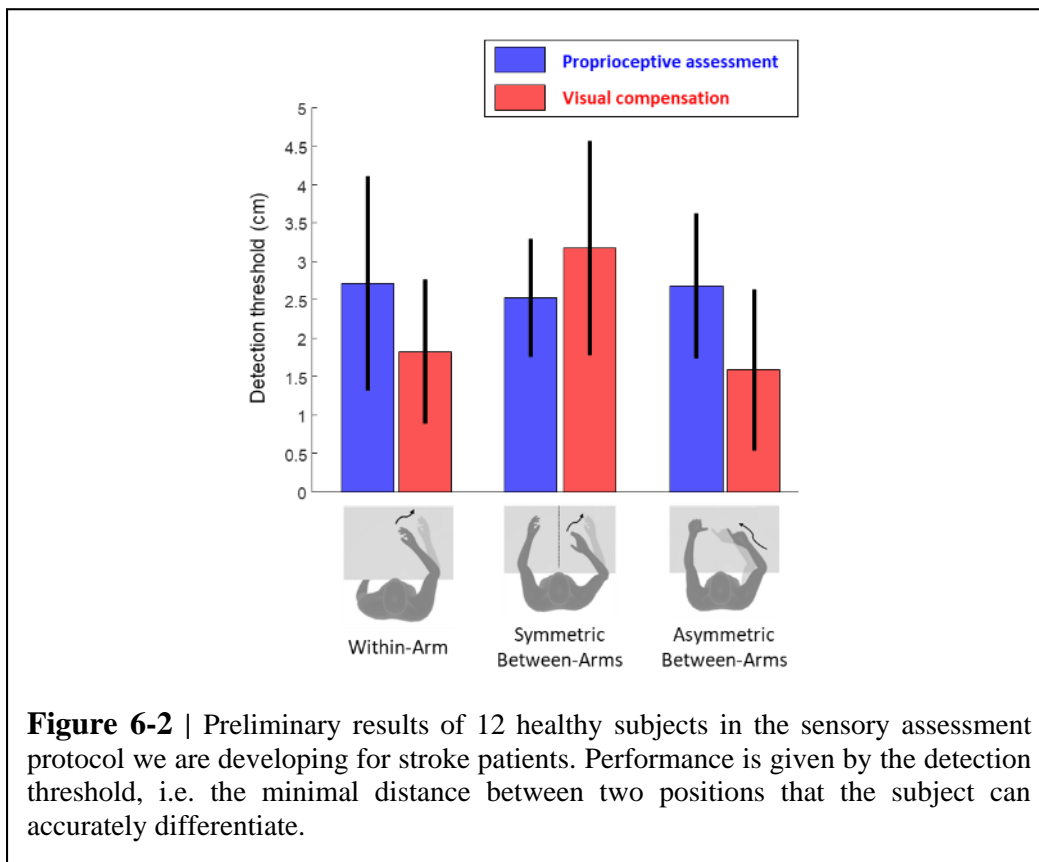 Proprioceptive assessment
Visual compensation
Detection threshold (cm)
5
4.5
4
3.5
3
2.5
2
1.5
1
0.5
0
Within-Arm
Symmetric
Between-Arms
Asymmetric
Between-Arms
Figure 6-2 | Preliminary results of 12 healthy subjects in the sensory assessment
protocol we are developing for stroke patients. Performance is given by the detection
threshold, i.e. the minimal distance between two positions that the subject can
accurately differentiate.